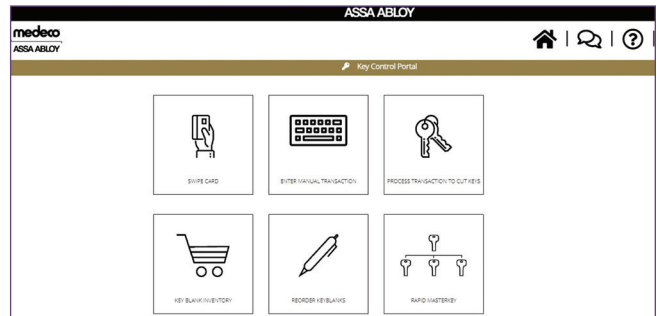 ASSA ABLOY
medeco
ASSA ABLOY
Key Control Portal
SWIPE CARD
ENTER MANUAL TRANSACTION
PROCESS TRANSACTION TO CUT KEYS
KEY BLANK INVENTORY
REORDER KEYBLANKS
RAPID MASTERKEY